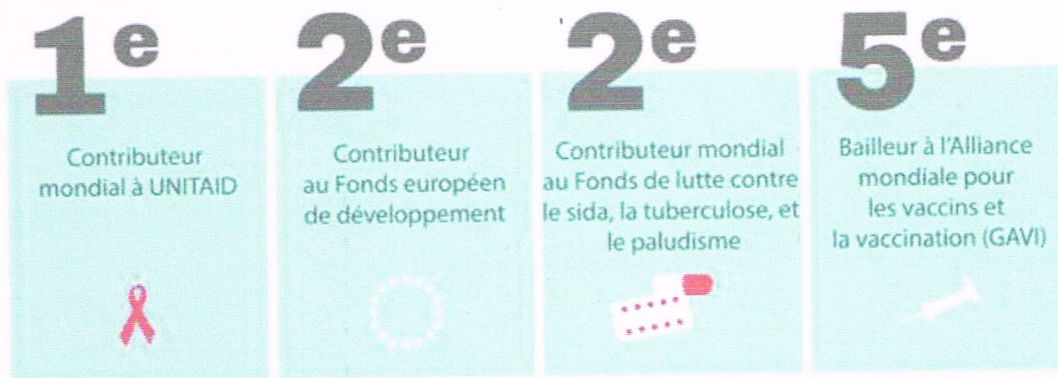 1e
Contributeur
mondial à UNITAID
2e
Contributeur
au Fonds européen
de développement
2e
Contributeur mondial
au Fonds de lutte contre
le sida, la tuberculose, et
le paludisme
5e
Bailleur à l'Alliance
mondiale pour
les vaccins et
la vaccination (GAVI)